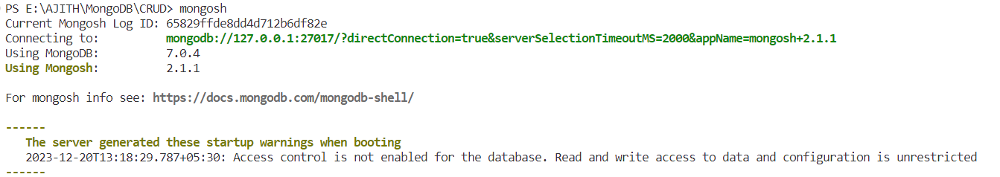 PS E:\AJITH\MongoDB\CRUD> mongosh
Current Mongosh Log ID: 65829ffde8dd4d712b6df82e
Connecting to:          mongodb://127.0.0.1:27017/?directConnection=true&serverSelectionTimeoutMS=2000&appName=mongosh+2.1.1
Using MongoDB:          7.0.4
Using Mongosh:          2.1.1
For mongosh info see: https://docs.mongodb.com/mongodb-shell/
------
   The server generated these startup warnings when booting
   2023-12-20T13:18:29.787+05:30: Access control is not enabled for the database. Read and write access to data and configuration is unrestricted
------